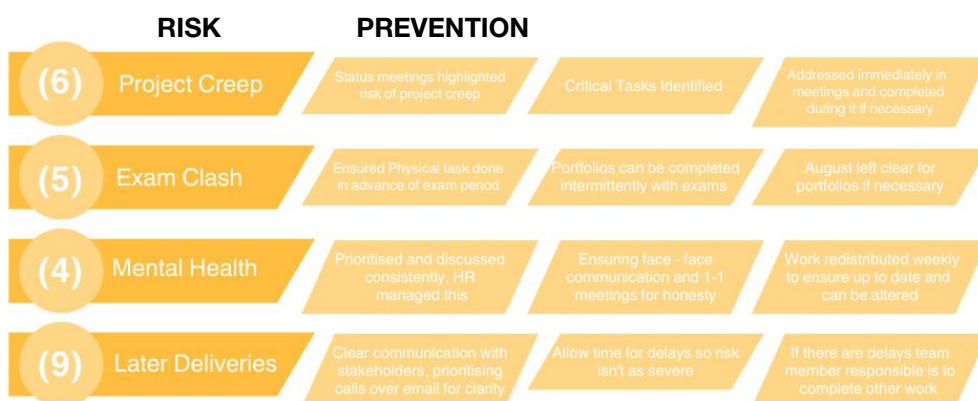 RISK PREVENTION
(6) Project Creep
Status meetings highlighted
risk of project creep
Critical Tasks Identified
Addressed immediately in
meetings and completed
during it if necessary
(5) Exam Clash
Ensured Physical task done
in advance of exam period
Portfolios can be completed
intermittently with exams
August left clear for
portfolios if necessary
(4) Mental Health
Prioritised and discussed
consistently, HR
managed this
Ensuring face - face
communication and 1-1
meetings for honesty
Work redistributed weekly
to ensure up to date and
can be altered
(9) Later Deliveries
Clear communication with
stakeholders, prioritising
calls over email for clarity
Allow time for delays so risk
isn't as severe
If there are delays team
member responsible is to
complete other work